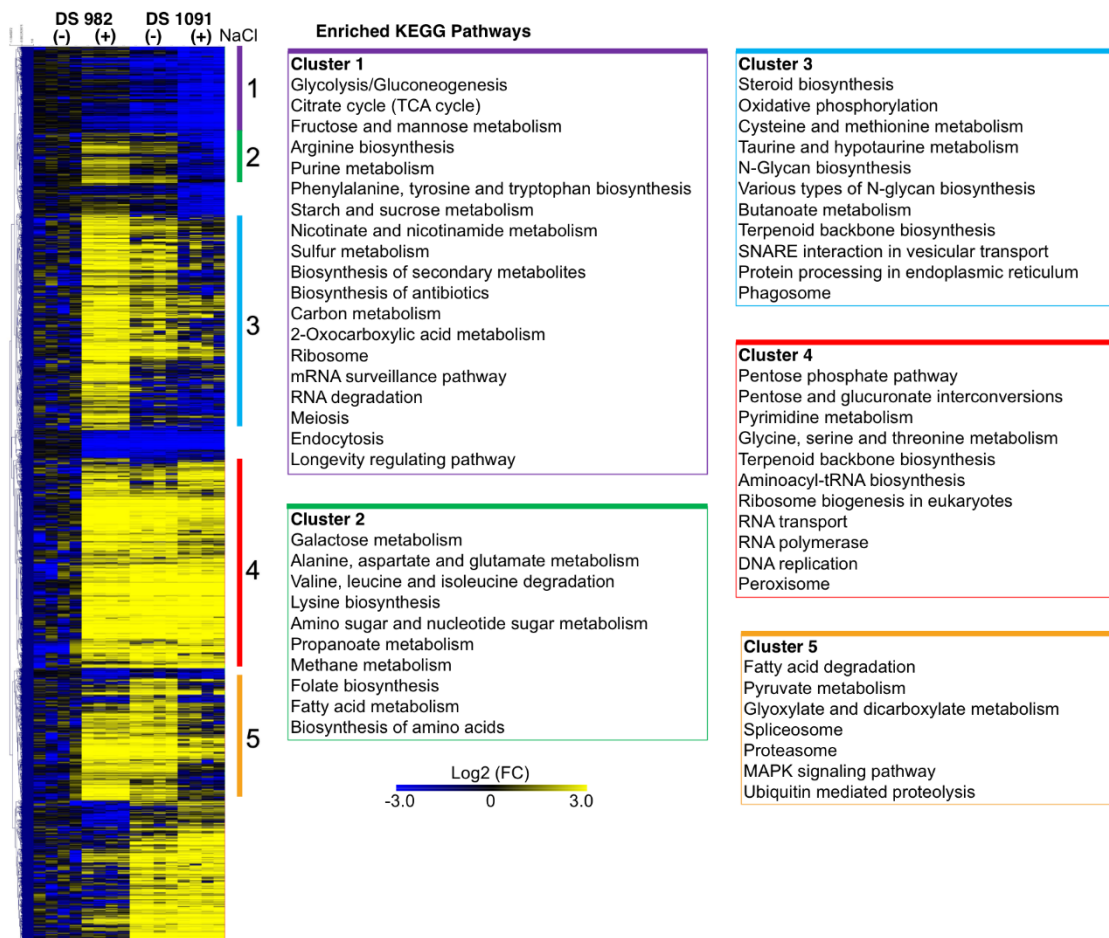 DS 982 DS 1091
(-) (+) (-) (+) NaCl
1
2
3
4
5
Enriched KEGG Pathways
Cluster 1
Glycolysis/Gluconeogenesis
Citrate cycle (TCA cycle)
Fructose and mannose metabolism
Arginine biosynthesis
Purine metabolism
Phenylalanine, tyrosine and tryptophan biosynthesis
Starch and sucrose metabolism
Nicotinate and nicotinamide metabolism
Sulfur metabolism
Biosynthesis of secondary metabolites
Biosynthesis of antibiotics
Carbon metabolism
2-Oxocarboxylic acid metabolism
Ribosome
mRNA surveillance pathway
RNA degradation
Meiosis
Endocytosis
Longevity regulating pathway
Cluster 2
Galactose metabolism
Alanine, aspartate and glutamate metabolism
Valine, leucine and isoleucine degradation
Lysine biosynthesis
Amino sugar and nucleotide sugar metabolism
Propanoate metabolism
Methane metabolism
Folate biosynthesis
Fatty acid metabolism
Biosynthesis of amino acids
Log2 (FC)
-3.0 0 3.0
Cluster 3
Steroid biosynthesis
Oxidative phosphorylation
Cysteine and methionine metabolism
Taurine and hypotaurine metabolism
N-Glycan biosynthesis
Various types of N-glycan biosynthesis
Butanoate metabolism
Terpenoid backbone biosynthesis
SNARE interaction in vesicular transport
Protein processing in endoplasmic reticulum
Phagosome
Cluster 4
Pentose phosphate pathway
Pentose and glucuronate interconversions
Pyrimidine metabolism
Glycine, serine and threonine metabolism
Terpenoid backbone biosynthesis
Aminoacyl-tRNA biosynthesis
Ribosome biogenesis in eukaryotes
RNA transport
RNA polymerase
DNA replication
Peroxisome
Cluster 5
Fatty acid degradation
Pyruvate metabolism
Glyoxylate and dicarboxylate metabolism
Spliceosome
Proteasome
MAPK signaling pathway
Ubiquitin mediated proteolysis